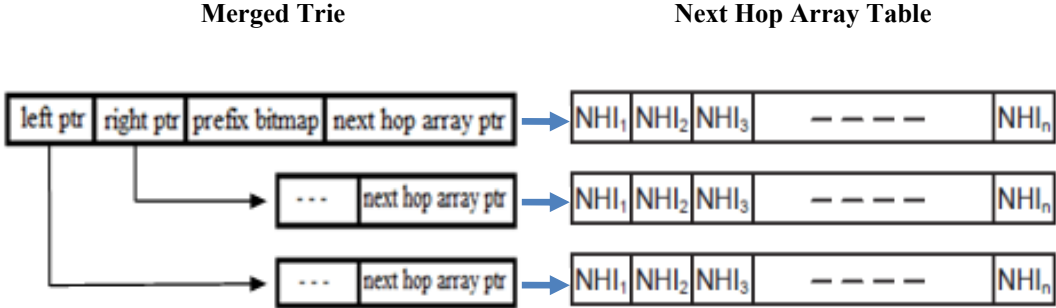 Merged Trie Next Hop Array Table
left ptr right ptr prefix bitmap next hop array ptr NHI₁ NHI₂ NHI₃ – – – – NHIₙ
- - - next hop array ptr NHI₁ NHI₂ NHI₃ – – – – NHIₙ
- - - next hop array ptr NHI₁ NHI₂ NHI₃ – – – – NHIₙ